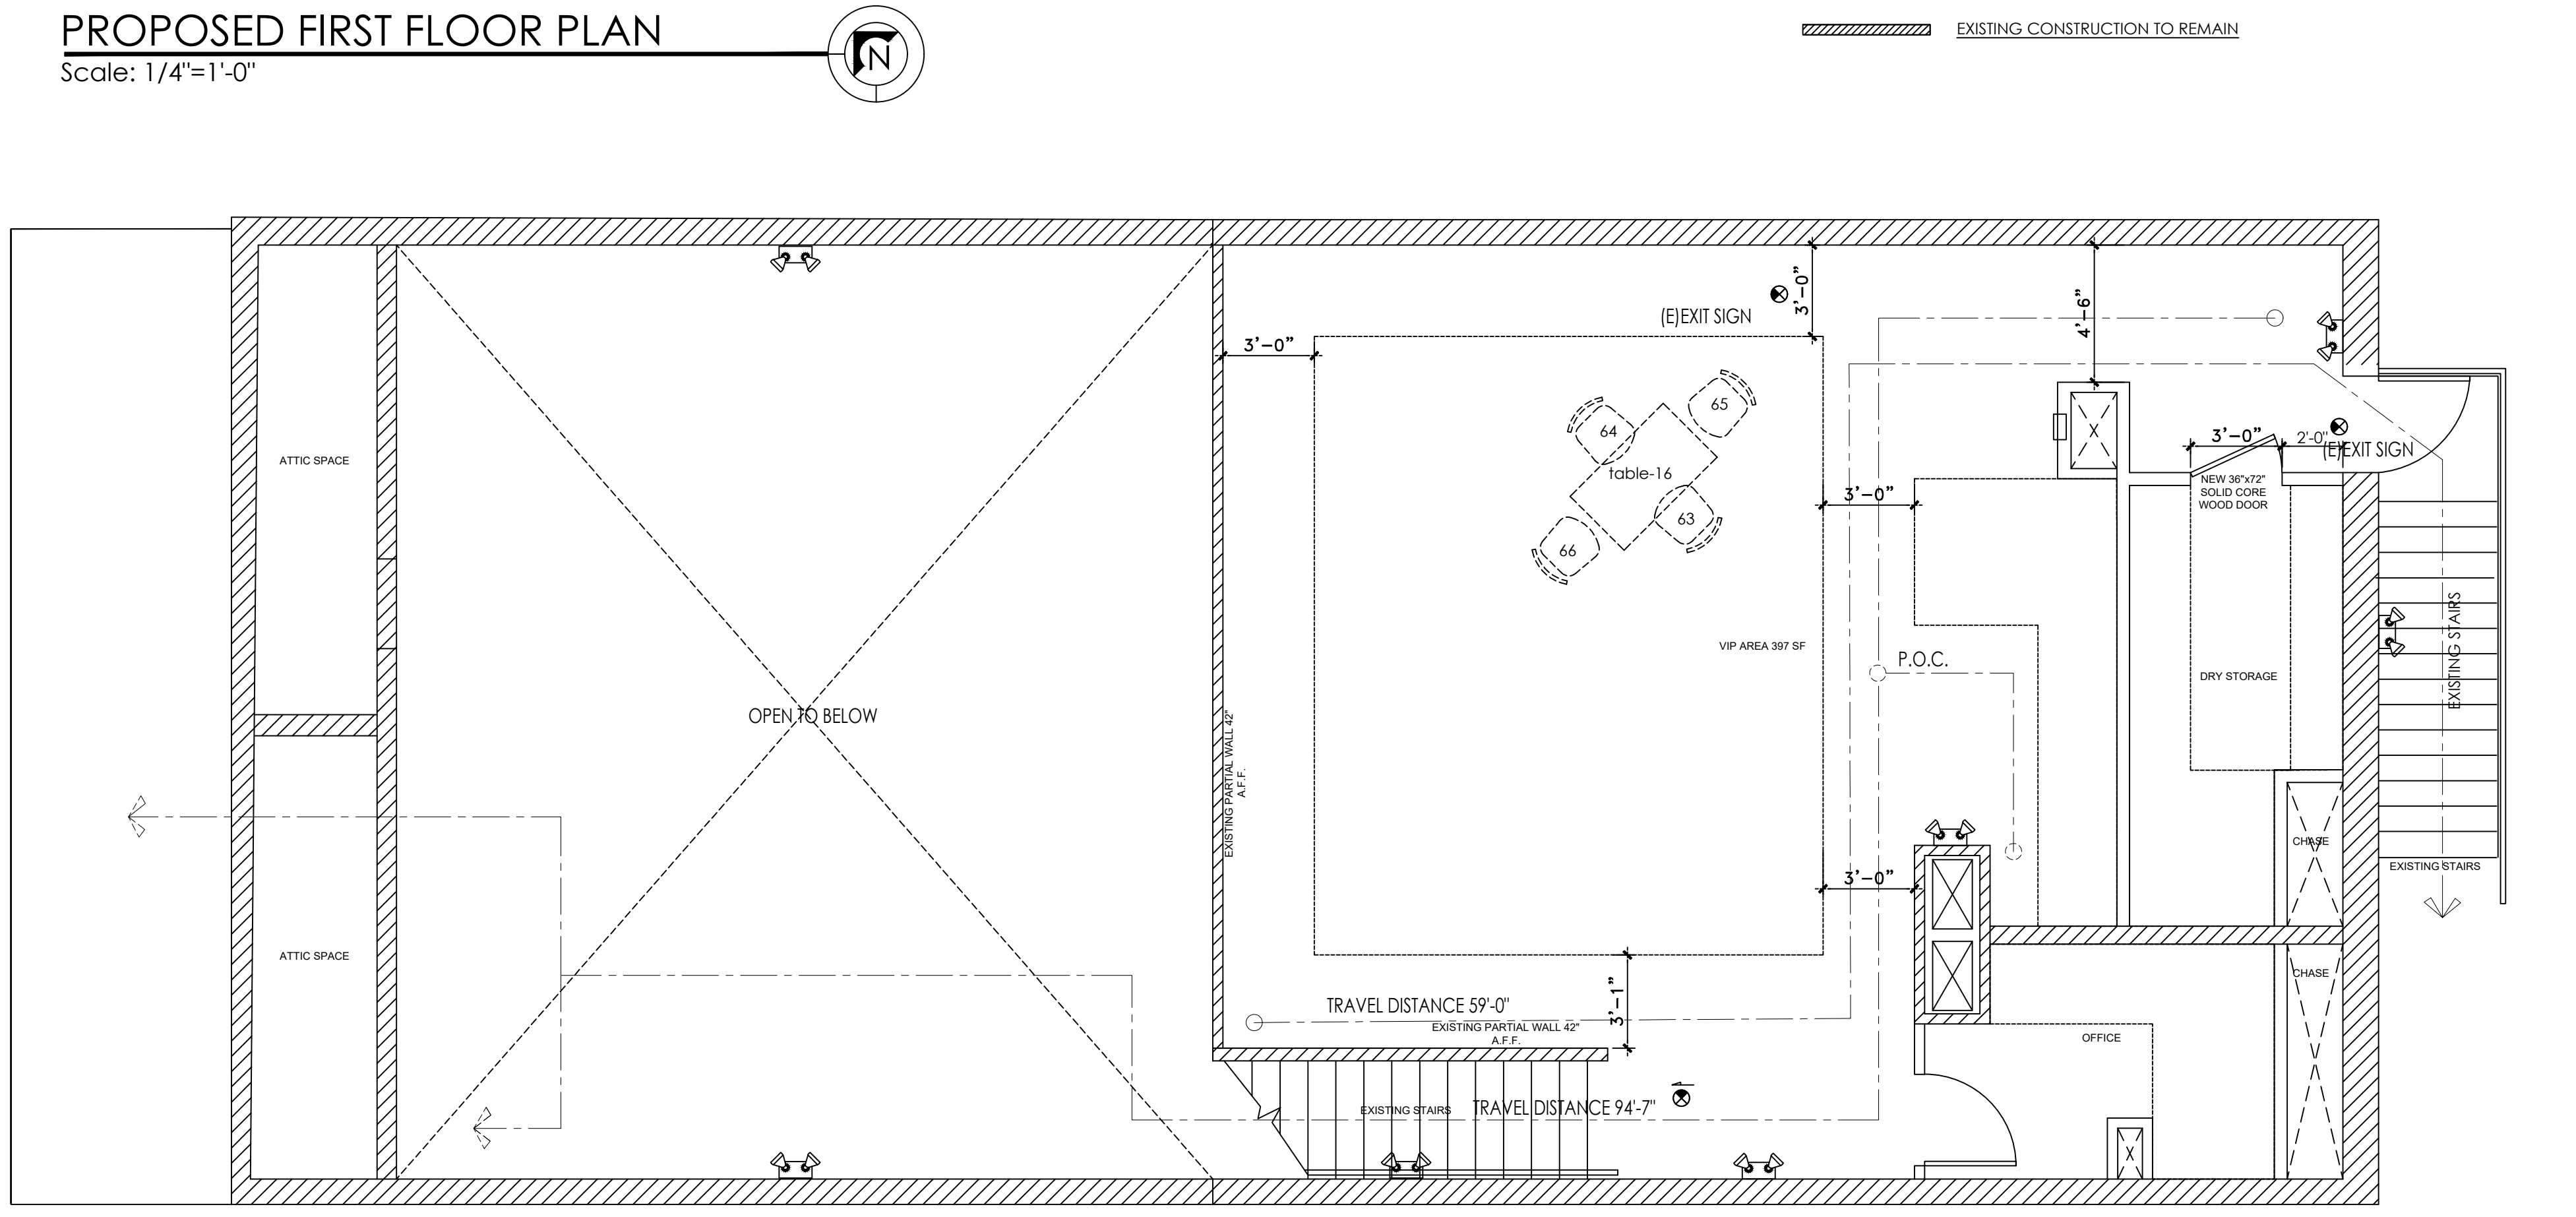 PROPOSED FIRST FLOOR PLAN
Scale: 1/4"=1'-0"
N
EXISTING CONSTRUCTION TO REMAIN
3'-0"
(E)EXIT SIGN
4'-6"
3'-0"
ATTIC SPACE
65
64
table-16
63
66
3'-0"
3'-0"
2'-0"
(E)EXIT SIGN
NEW 36"x72"
SOLID CORE
WOOD DOOR
VIP AREA 397 SF
P.O.C.
DRY STORAGE
EXISTING STAIRS
OPEN TO BELOW
EXISTING PARTIAL WALL 42"
A.F.F.
CHASE
EXISTING STAIRS
3'-0"
ATTIC SPACE
CHASE
TRAVEL DISTANCE 59'-0"
3'-1"
EXISTING PARTIAL WALL 42"
A.F.F.
OFFICE
EXISTING STAIRS
TRAVEL DISTANCE 94'-7"